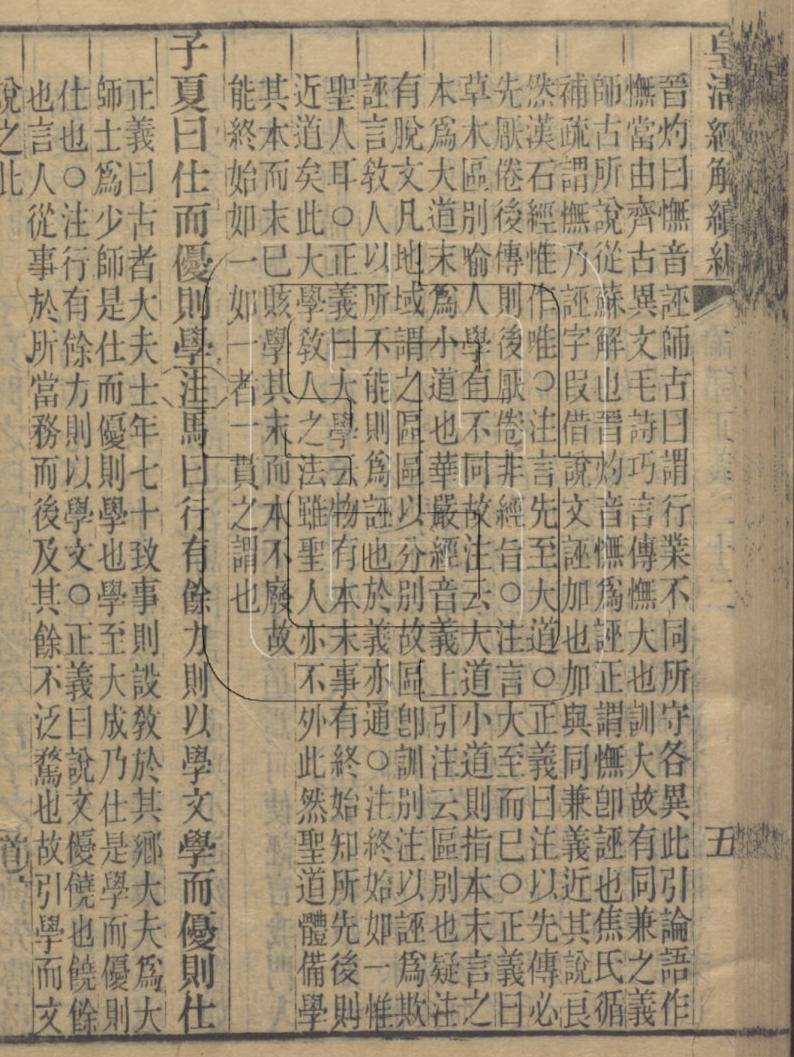 皇清經解續編
五
晉灼曰憮音誣師古曰謂行業不同所守各異此引論語作
憮當由齊古異文毛詩巧言傳憮大也訓大故有同兼之義
師古所說從蘇解也晉灼音憮爲誣正謂憮卽誣也焦氏循
補疏謂憮乃誣字叚借說文誣加也加與同兼義近其說良
然漢石經惟作唯○注言先至大道○正義曰注以先傳必
先厭倦後傳則後厭倦非經旨○注言大至而已○正義曰
草木區別喻人學有不同故注云大道小道則指本末言之
本爲大道末爲小道也華嚴經音義上引注云區別也疑注
有脫文凡地域謂之區區以分別故區卽訓別注以誣爲欺
誣言敎人以所不能則爲誣也於義亦通○注終始如一惟
聖人耳○正義曰大學云物有本末事有終始知所先後則
近道矣此大學敎人之法雖聖人亦不外此然聖道體備學
其本而末已賅學其末而本不廢故
能終始如一如一者一貫之謂也
子夏曰仕而優則學注馬曰行有餘力則以學文學而優則仕
正義曰古者大夫士年七十致事則設敎於其鄕大夫爲大
師士爲少師是仕而優則學也學至大成乃仕是學而優則
仕也○注行有餘力則以學文○正義曰說文優饒也饒餘
也言人從事於所當務而後及其餘不泛騖也故引學而文
說之此